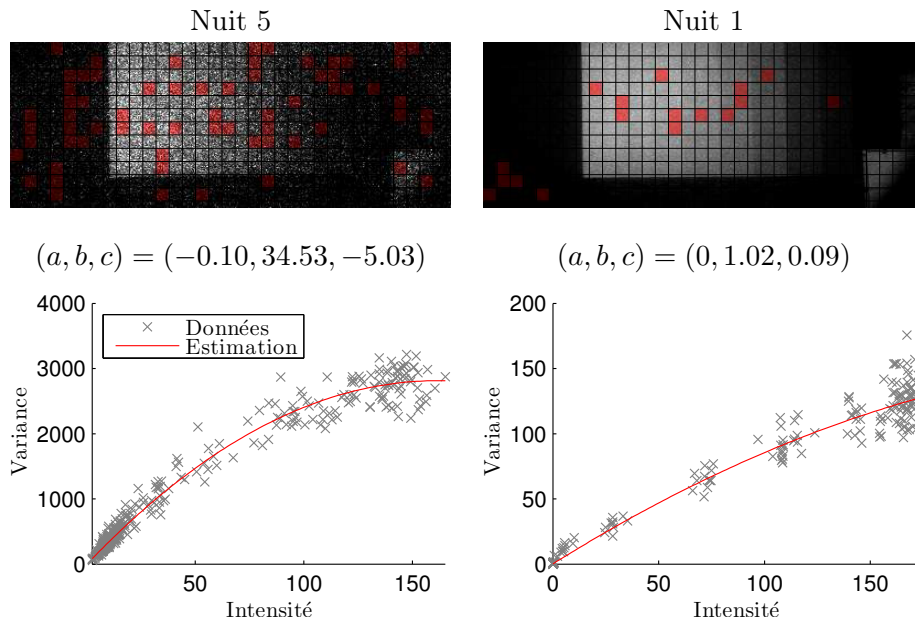 Nuit 5
Nuit 1
(a, b, c) = (−0.10, 34.53, −5.03)
(a, b, c) = (0, 1.02, 0.09)
4000
3000
2000
1000
0
Variance
Données
Estimation
50
100
150
Intensité
200
150
100
50
0
Variance
0
50
100
150
Intensité